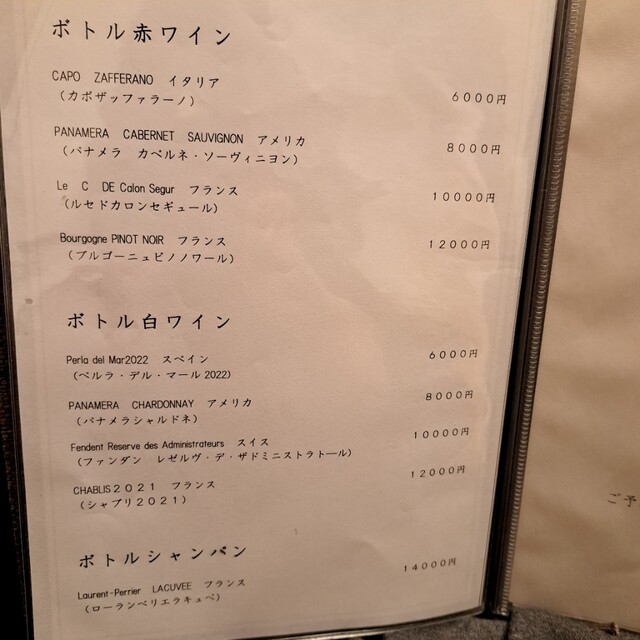 ボトル赤ワイン
CAPO ZAFFERANO イタリア
（カボザッファラーノ） 6000円
PANAMERA CABERNET SAUVIGNON アメリカ
（パナメラ カベルネ・ソーヴィニヨン） 8000円
Le C DE Calon Segur フランス 10000円
（ルセドカロンセギュール）
Bourgogne PINOT NOIR フランス 12000円
（ブルゴーニュピノノワール）
ボトル白ワイン
Perla del Mar2022 スペイン 6000円
（ペルラ・デル・マール2022）
PANAMERA CHARDONNAY アメリカ 8000円
（パナメラシャルドネ）
Fendent Reserve des Administrateurs スイス 10000円
（ファンダン レゼルヴ・デ・ザドミニストラトール）
CHABLIS２０２１ フランス 12000円
（シャブリ２０２１）
ボトルシャンパン
Laurent-Perrier LACUVEE フランス 14000円
（ローランペリエラキュベ）
ご予